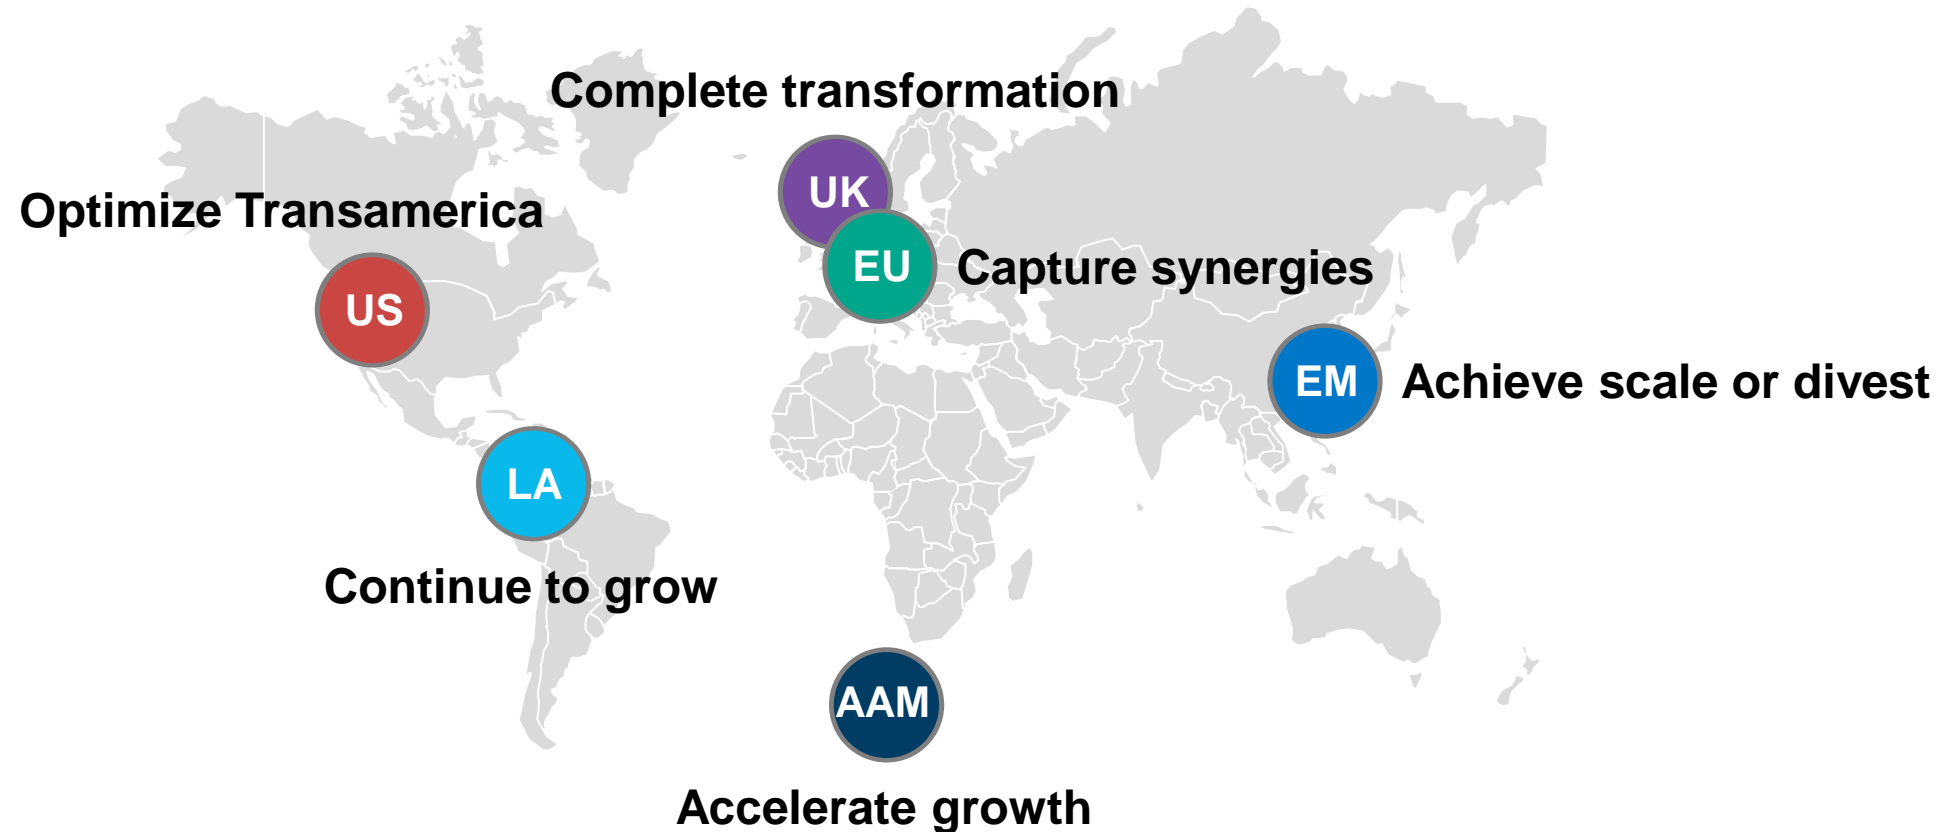 Complete transformation
UK
Optimize Transamerica
EU
Capture synergies
US
EM
Achieve scale or divest
LA
Continue to grow
AAM
Accelerate growth